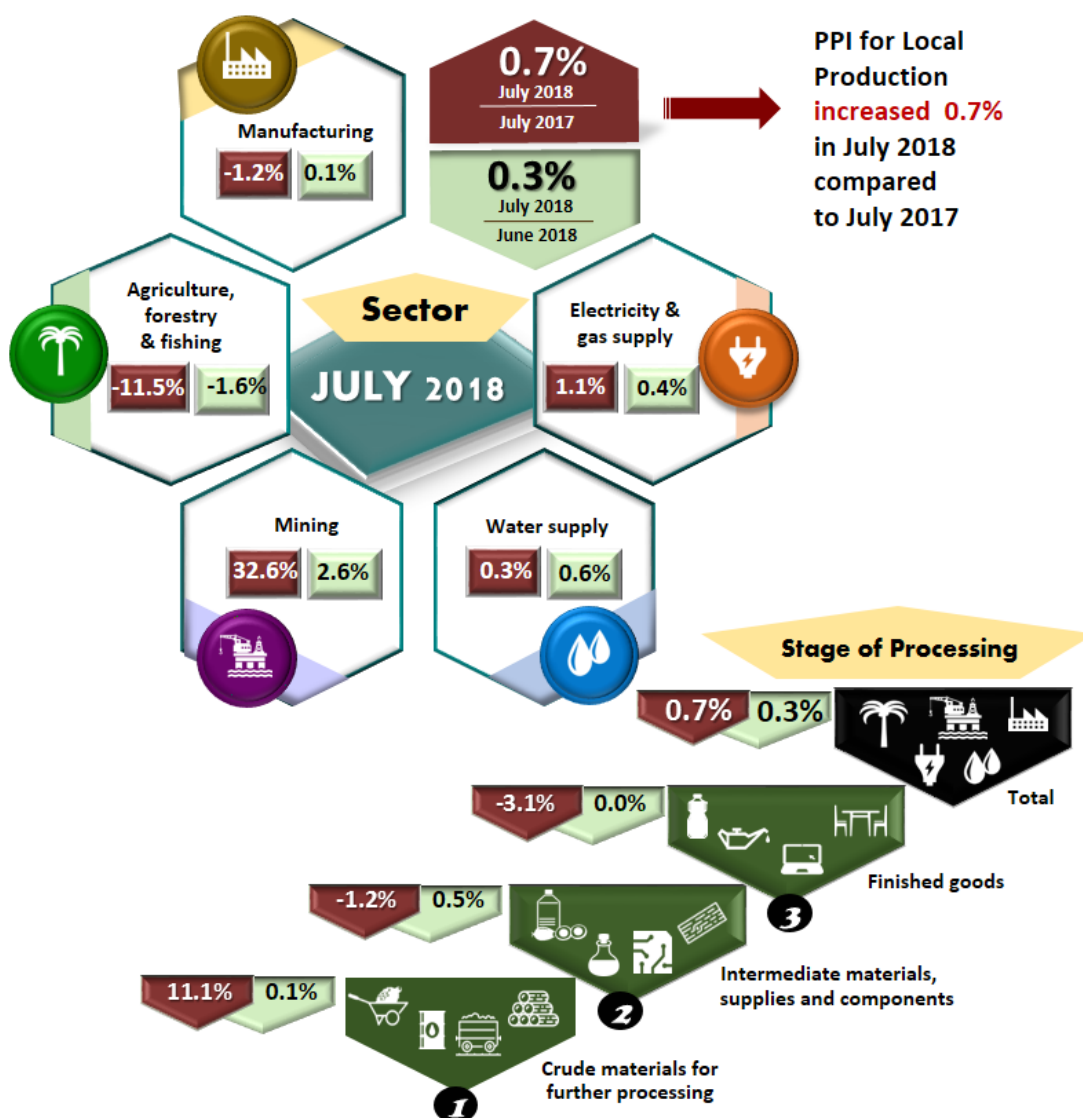 0.7%
July 2018
July 2017
0.3%
July 2018
June 2018
PPI for Local
Production
increased 0.7%
in July 2018
compared
to July 2017
Manufacturing
-1.2% 0.1%
Agriculture,
forestry
& fishing
-11.5% -1.6%
Sector
JULY 2018
Electricity &
gas supply
1.1% 0.4%
Mining
32.6% 2.6%
Water supply
0.3% 0.6%
Stage of Processing
0.7% 0.3%
Total
-3.1% 0.0%
Finished goods
3
-1.2% 0.5%
Intermediate materials,
supplies and components
2
11.1% 0.1%
Crude materials for
further processing
1